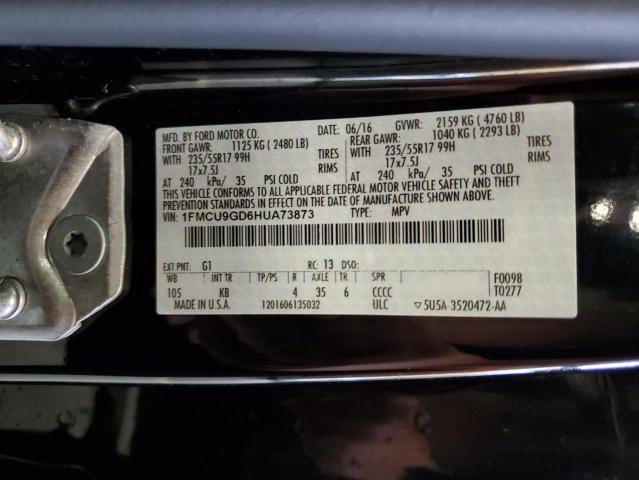 MFD. BY FORD MOTOR CO. DATE: 06/16 GVWR: 2159 KG ( 4760 LB)
FRONT GAWR: 1125 KG ( 2480 LB) REAR GAWR: 1040 KG ( 2293 LB)
WITH 235/55R17 99H TIRES WITH 235/55R17 99H TIRES
17x7.5J RIMS 17x7.5J RIMS
AT 240 kPa/ 35 PSI COLD AT 240 kPa/ 35 PSI COLD
THIS VEHICLE CONFORMS TO ALL APPLICABLE FEDERAL MOTOR VEHICLE SAFETY AND THEFT
PREVENTION STANDARDS IN EFFECT ON THE DATE OF MANUFACTURE SHOWN ABOVE.
VIN: 1FMCU9GD6HUA73873 TYPE: MPV
EXT PNT: G1 RC: 13 DSO: F0098
WB INT TR TP/PS R AXLE TR SPR T0277
105 KB 4 35 6 CCCC
MADE IN U.S.A. 1201606135032 ULC ▽5U5A 3520472-AA